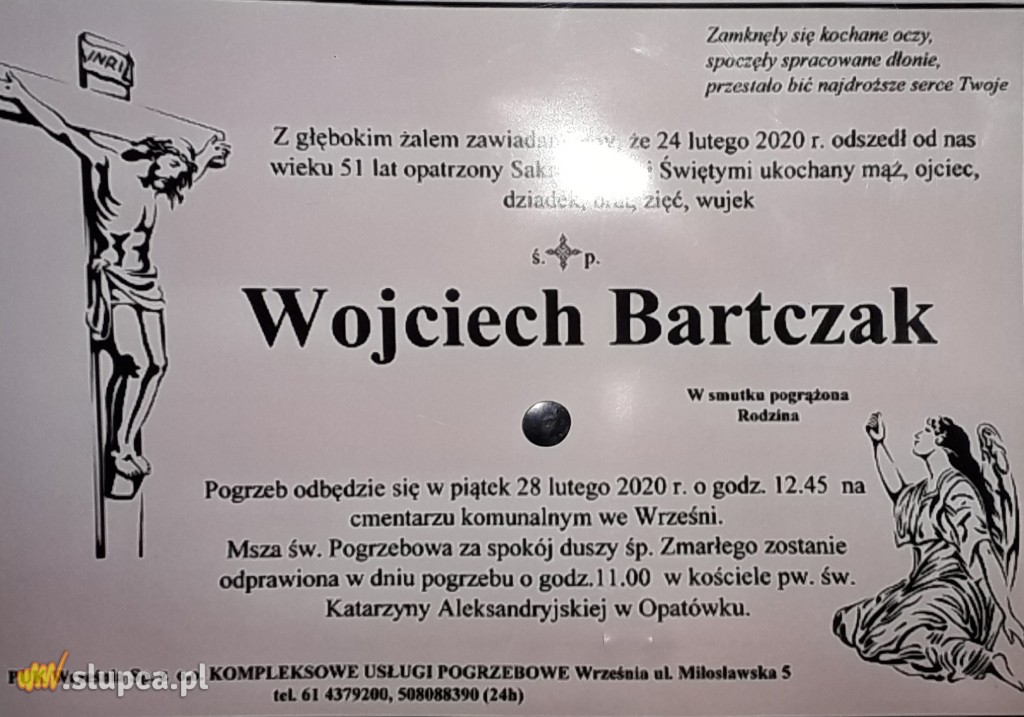 INRI
Zamknęły się kochane oczy,
spoczęły spracowane dłonie,
przestało bić najdroższe serce Twoje
Z głębokim żalem że 24 lutego 2020 r. odszedł od nas
wieku 51 lat opatrzony Świętymi ukochany mąż, ojciec,
dziadek, zięć, wujek
ś. p.
Wojciech Bartczak
W smutku pogrążona
Rodzina
Pogrzeb odbędzie się w piątek 28 lutego 2020 r. o godz. 12.45 na
cmentarzu komunalnym we Wrześni.
Msza św. Pogrzebowa za spokój duszy śp. Zmarłego zostanie
odprawiona w dniu pogrzebu o godz.11.00 w kościele pw. św.
Katarzyny Aleksandryjskiej w Opatówku.
KOMPLEKSOWE USŁUGI POGRZEBOWE Września ul. Miłosławska 5
www.slupca.pl
tel. 61 4379200, 508088390 (24h)